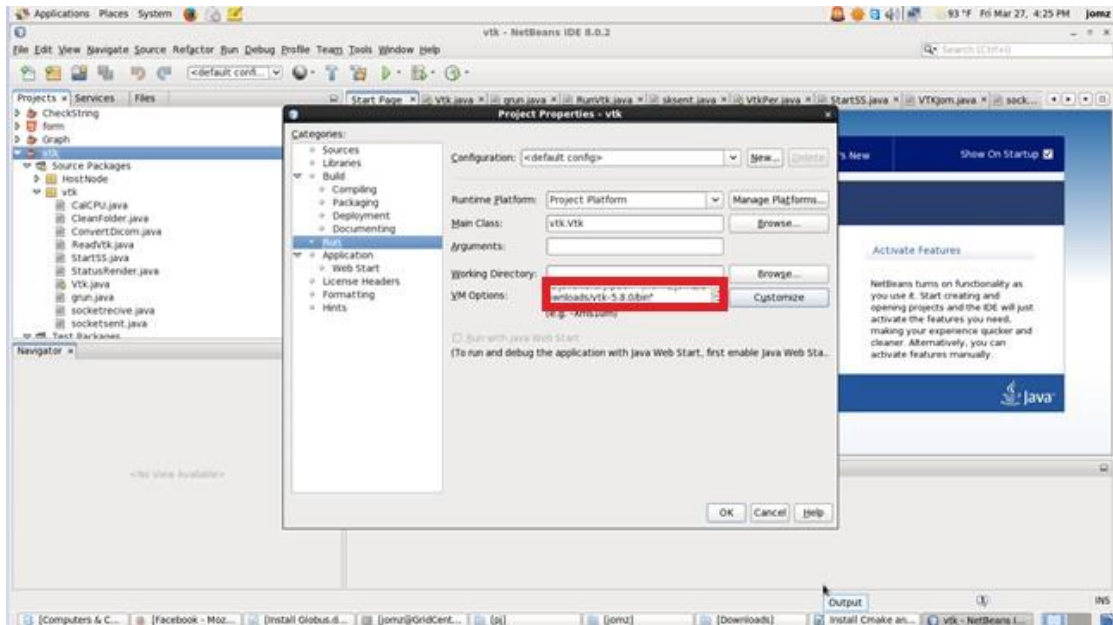 Applications Places System
93 °F Fri Mar 27, 4:25 PM jomz
vtk - NetBeans IDE 8.0.2
File Edit View Navigate Source Refactor Run Debug Profile Team Tools Window Help
Search (Ctrl+I)
<default conf...
Projects Services Files
Start Page Vtk.java grun.java RunVtk.java sksent.java VtkPer.java StartSS.java VTKjom.java sock...
CheckString
form
Graph
vtk
Source Packages
HostNode
vtk
CalCPU.java
CleanFolder.java
ConvertDicom.java
ReadVtk.java
StartSS.java
StatusRender.java
Vtk.java
grun.java
socketrecive.java
socketsent.java
Test Packages
Navigator
<No View Available>
Project Properties - vtk
Categories:
Sources
Libraries
Build
Compiling
Packaging
Deployment
Documenting
Run
Application
Web Start
License Headers
Formatting
Hints
Configuration: <default config> New... Delete
Runtime Platform: Project Platform Manage Platforms...
Main Class: vtk.Vtk Browse...
Arguments:
Working Directory: Browse...
VM Options: wnloads/vtk-5.8.0/bin" Customize
(e.g. -Xms10m)
Run with Java Web Start
(To run and debug the application with Java Web Start, first enable Java Web Sta..
OK Cancel Help
's New Show On Startup
Activate Features
NetBeans turns on functionality as
you use it. Start creating and
opening projects and the IDE will just
activate the features you need,
making your experience quicker and
cleaner. Alternatively, you can
activate features manually.
Java
Output
INS
[Computers & C... [Facebook - Moz... [Install Globus.d... [jomz@GridCent... [pj] [jomz] [Downloads] Install Cmake an... vtk - NetBeans I...